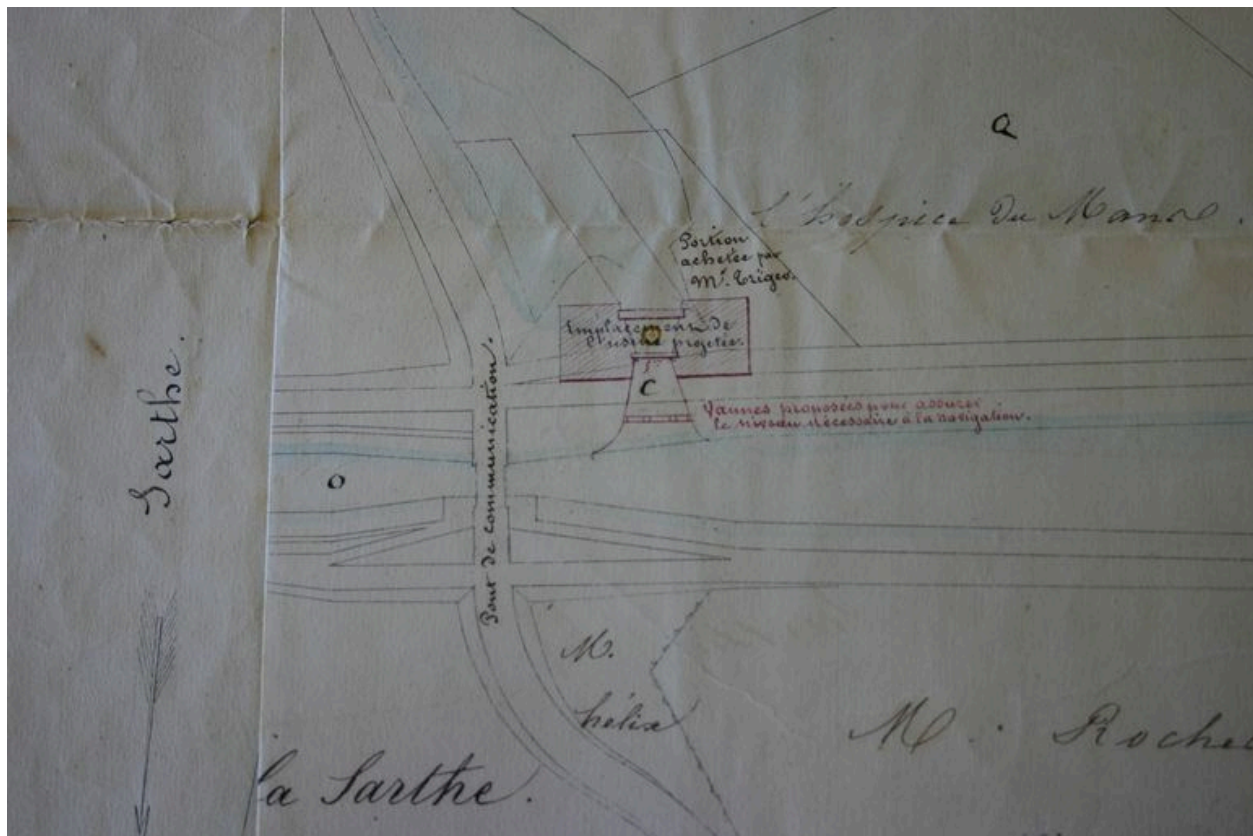 Q
l'hospice du Mans.
Portion
achetée par
Mr. Triger.
Emplacement de
l'usine projetée.
C
Vannes proposées pour assurer
le niveau nécessaire à la navigation.
Pont de communication.
Sarthe.
O
M.
hélix
M. Roche
la Sarthe.